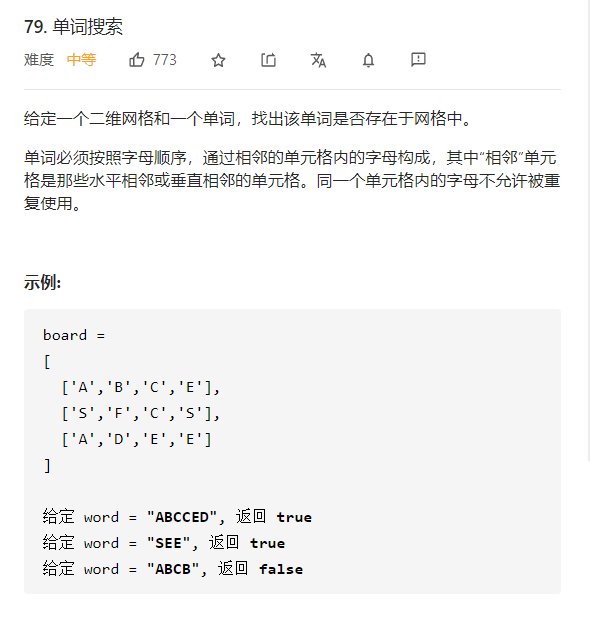 79. 单词搜索
难度 中等 773
给定一个二维网格和一个单词，找出该单词是否存在于网格中。
单词必须按照字母顺序，通过相邻的单元格内的字母构成，其中“相邻”单元
格是那些水平相邻或垂直相邻的单元格。同一个单元格内的字母不允许被重
复使用。
示例:
board =
[
  ['A','B','C','E'],
  ['S','F','C','S'],
  ['A','D','E','E']
]
给定 word = "ABCCED", 返回 true
给定 word = "SEE", 返回 true
给定 word = "ABCB", 返回 false